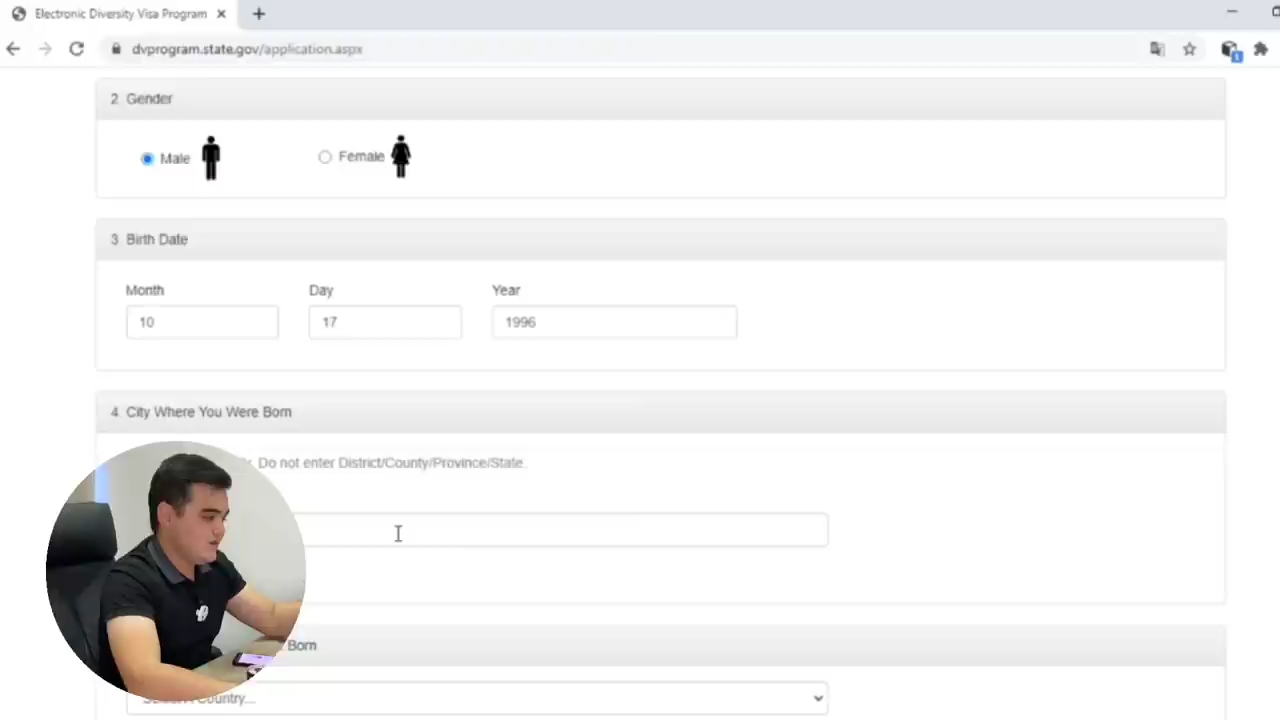 Electronic Diversity Visa Program
dvprogram.state.gov/application.aspx
2. Gender
Male
Female
3. Birth Date
Month
Day
Year
10
17
1996
4. City Where You Were Born
Do not enter District/County/Province/State.
Born
Country...